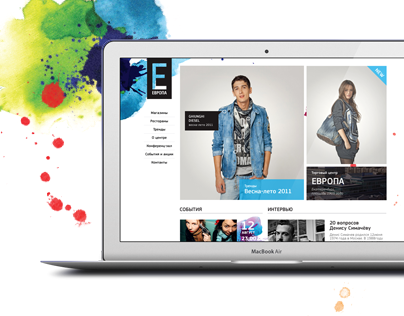 Е
ЕВРОПА
Магазины
Рестораны
Тренды
О центре
Конференц-зал
События и акции
Контакты
SHIUMSHI
DIESEL
весна-лето 2011
Тренды
Весна-лето 2011
NEW
Торговый центр
ЕВРОПА
СОБЫТИЯ
ИНТЕРВЬЮ
12
АВГУСТ
20 вопросов
Денису Симачёву
MacBook Air